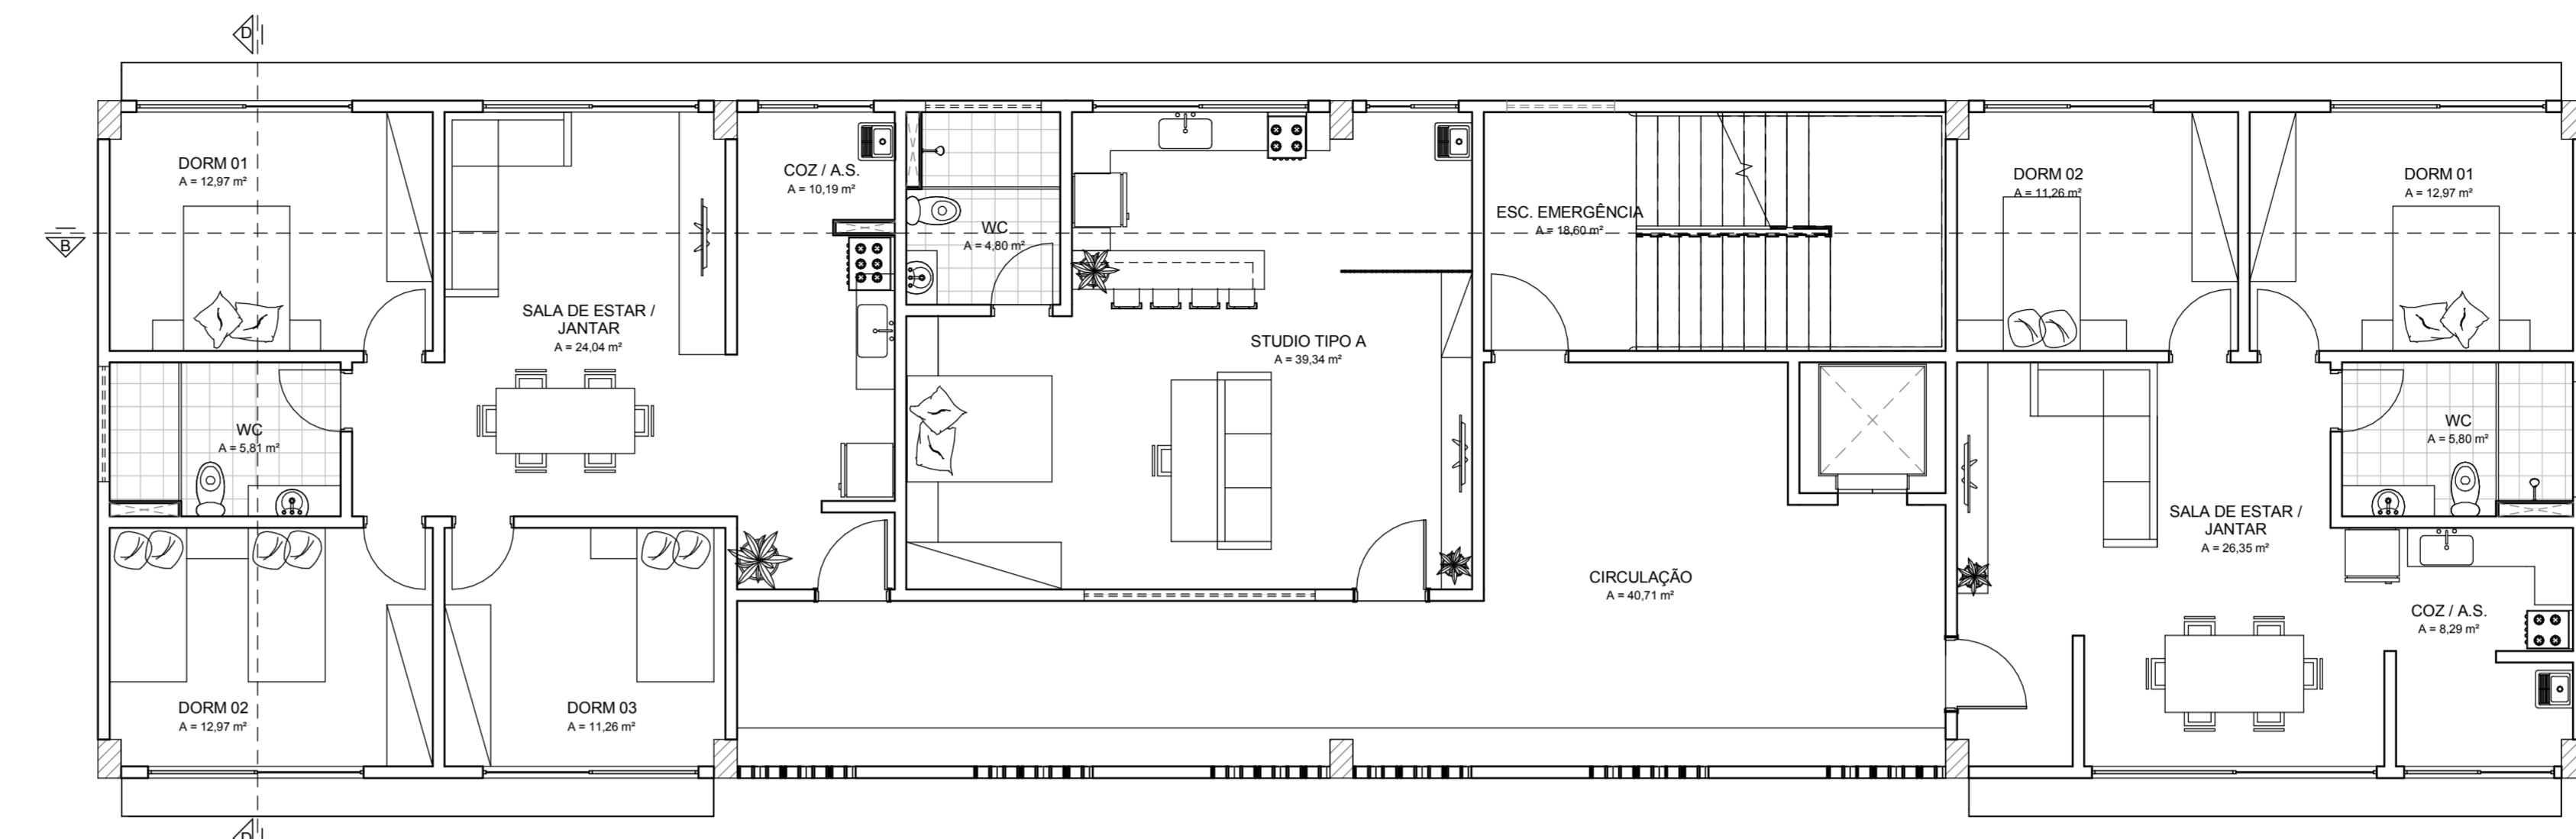 D
DORM 01
A = 12,97 m²
COZ / A.S.
A = 10,19 m²
DORM 02
A = 11,26 m²
DORM 01
A = 12,97 m²
B
WC
A = 4,80 m²
ESC. EMERGÊNCIA
A = 18,60 m²
SALA DE ESTAR /
JANTAR
A = 24,04 m²
STUDIO TIPO A
A = 39,34 m²
WC
A = 5,81 m²
WC
A = 5,80 m²
SALA DE ESTAR /
JANTAR
A = 26,35 m²
CIRCULAÇÃO
A = 40,71 m²
COZ / A.S.
A = 8,29 m²
DORM 02
A = 12,97 m²
DORM 03
A = 11,26 m²
D